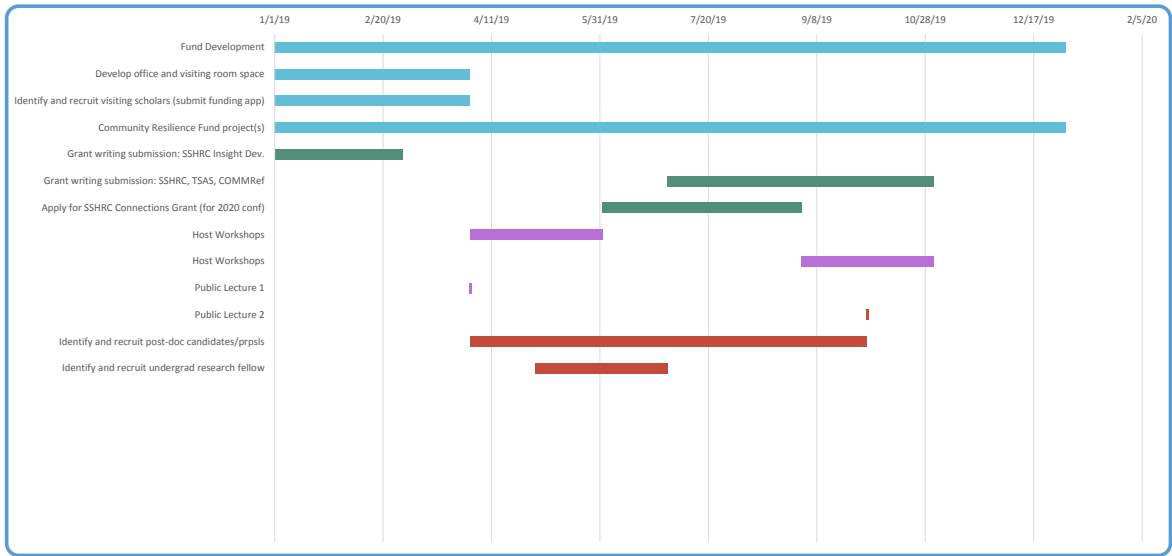 1/1/19 2/20/19 4/11/19 5/31/19 7/20/19 9/8/19 10/28/19 12/17/19 2/5/20
Fund Development
Develop office and visiting room space
Identify and recruit visiting scholars (submit funding app)
Community Resilience Fund project(s)
Grant writing submission: SSHRC Insight Dev.
Grant writing submission: SSHRC, TSAS, COMMRef
Apply for SSHRC Connections Grant (for 2020 conf)
Host Workshops
Host Workshops
Public Lecture 1
Public Lecture 2
Identify and recruit post-doc candidates/prpsls
Identify and recruit undergrad research fellow